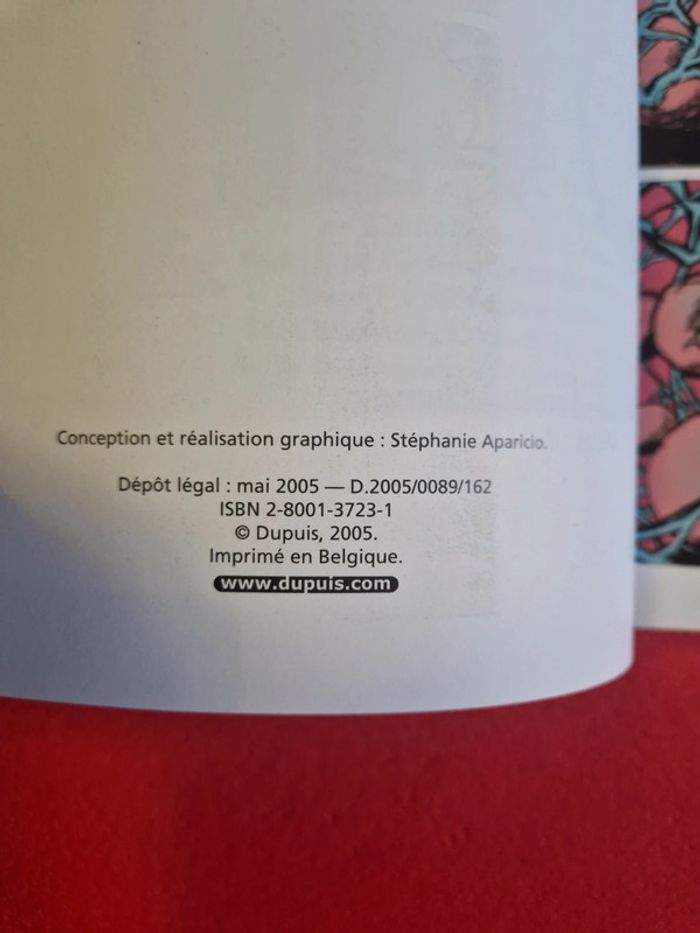 Conception et réalisation graphique : Stéphanie Aparicio.
Dépôt légal : mai 2005 — D.2005/0089/162
ISBN 2-8001-3723-1
© Dupuis, 2005.
Imprimé en Belgique.
www.dupuis.com